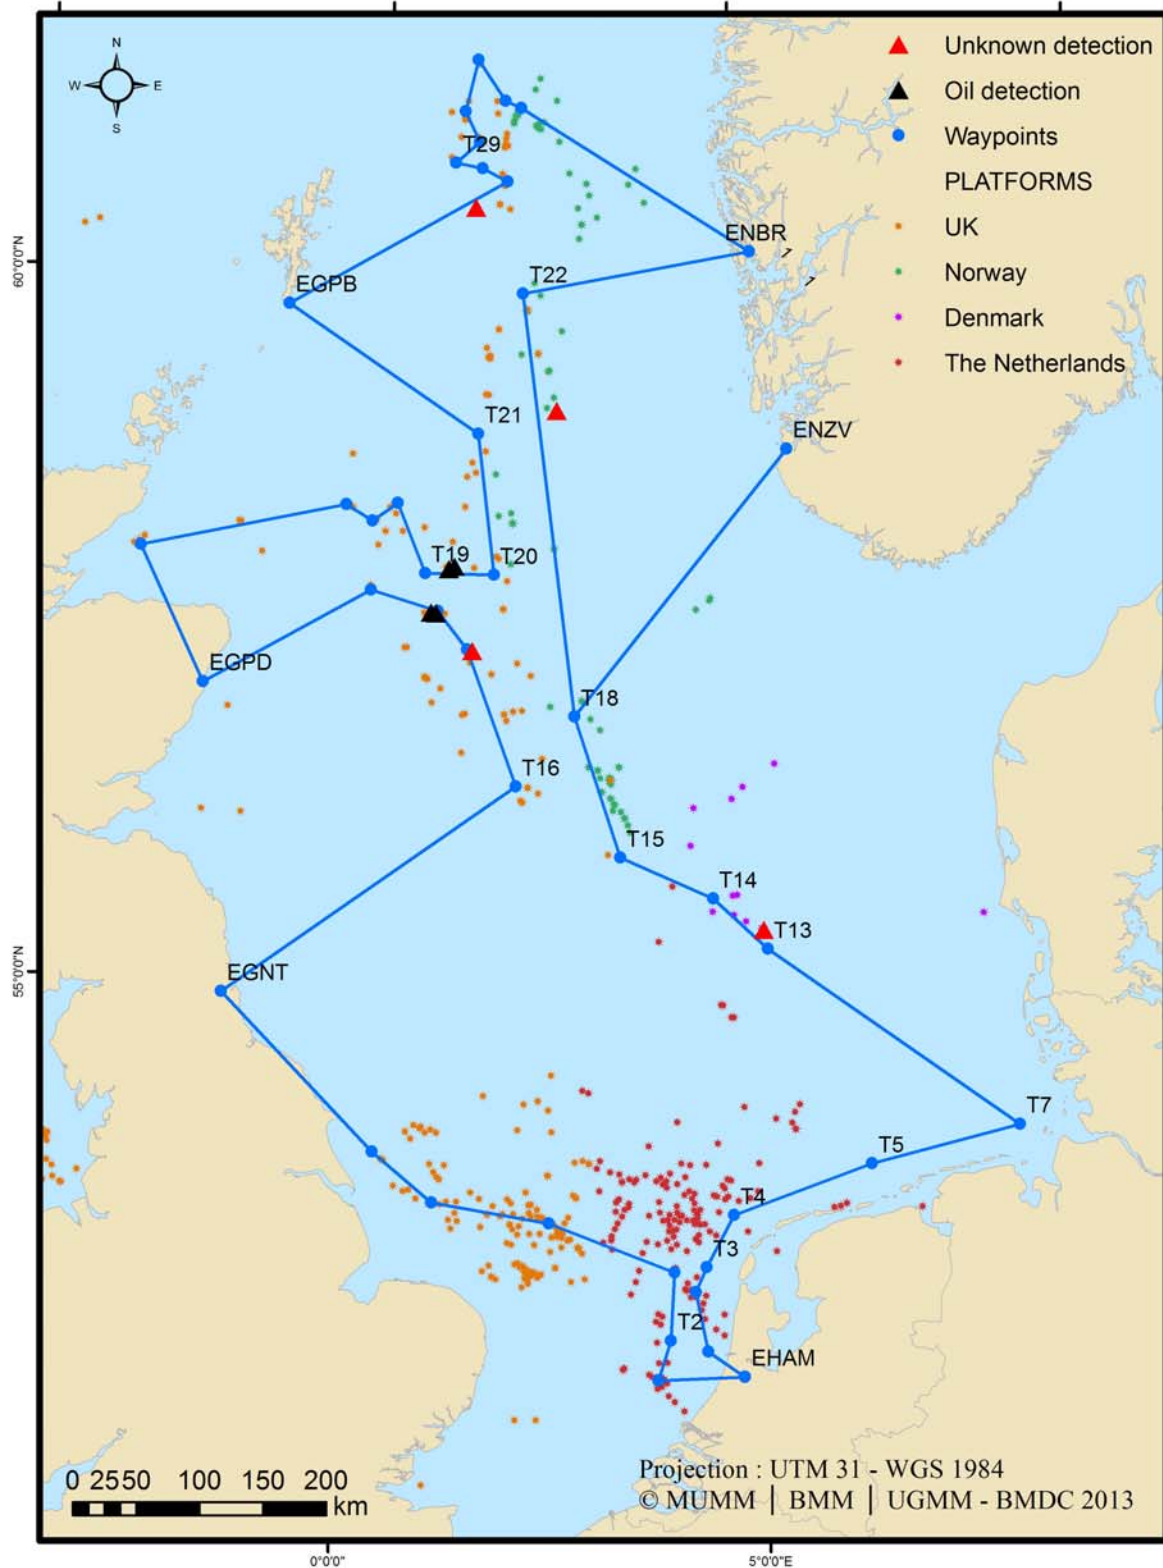 N
W E
S
Unknown detection
Oil detection
Waypoints
PLATFORMS
UK
Norway
Denmark
The Netherlands
T29
ENBR
60°0'0"N
EGPB
T22
T21
ENZV
T19
T20
EGPD
T18
T16
T15
T14
T13
55°0'0"N
EGNT
T7
T5
T4
T3
T2
EHAM
0 25 50 100 150 200
km
Projection : UTM 31 - WGS 1984
© MUMM | BMM | UGMM - BMDC 2013
0°0'0"
5°0'0"E